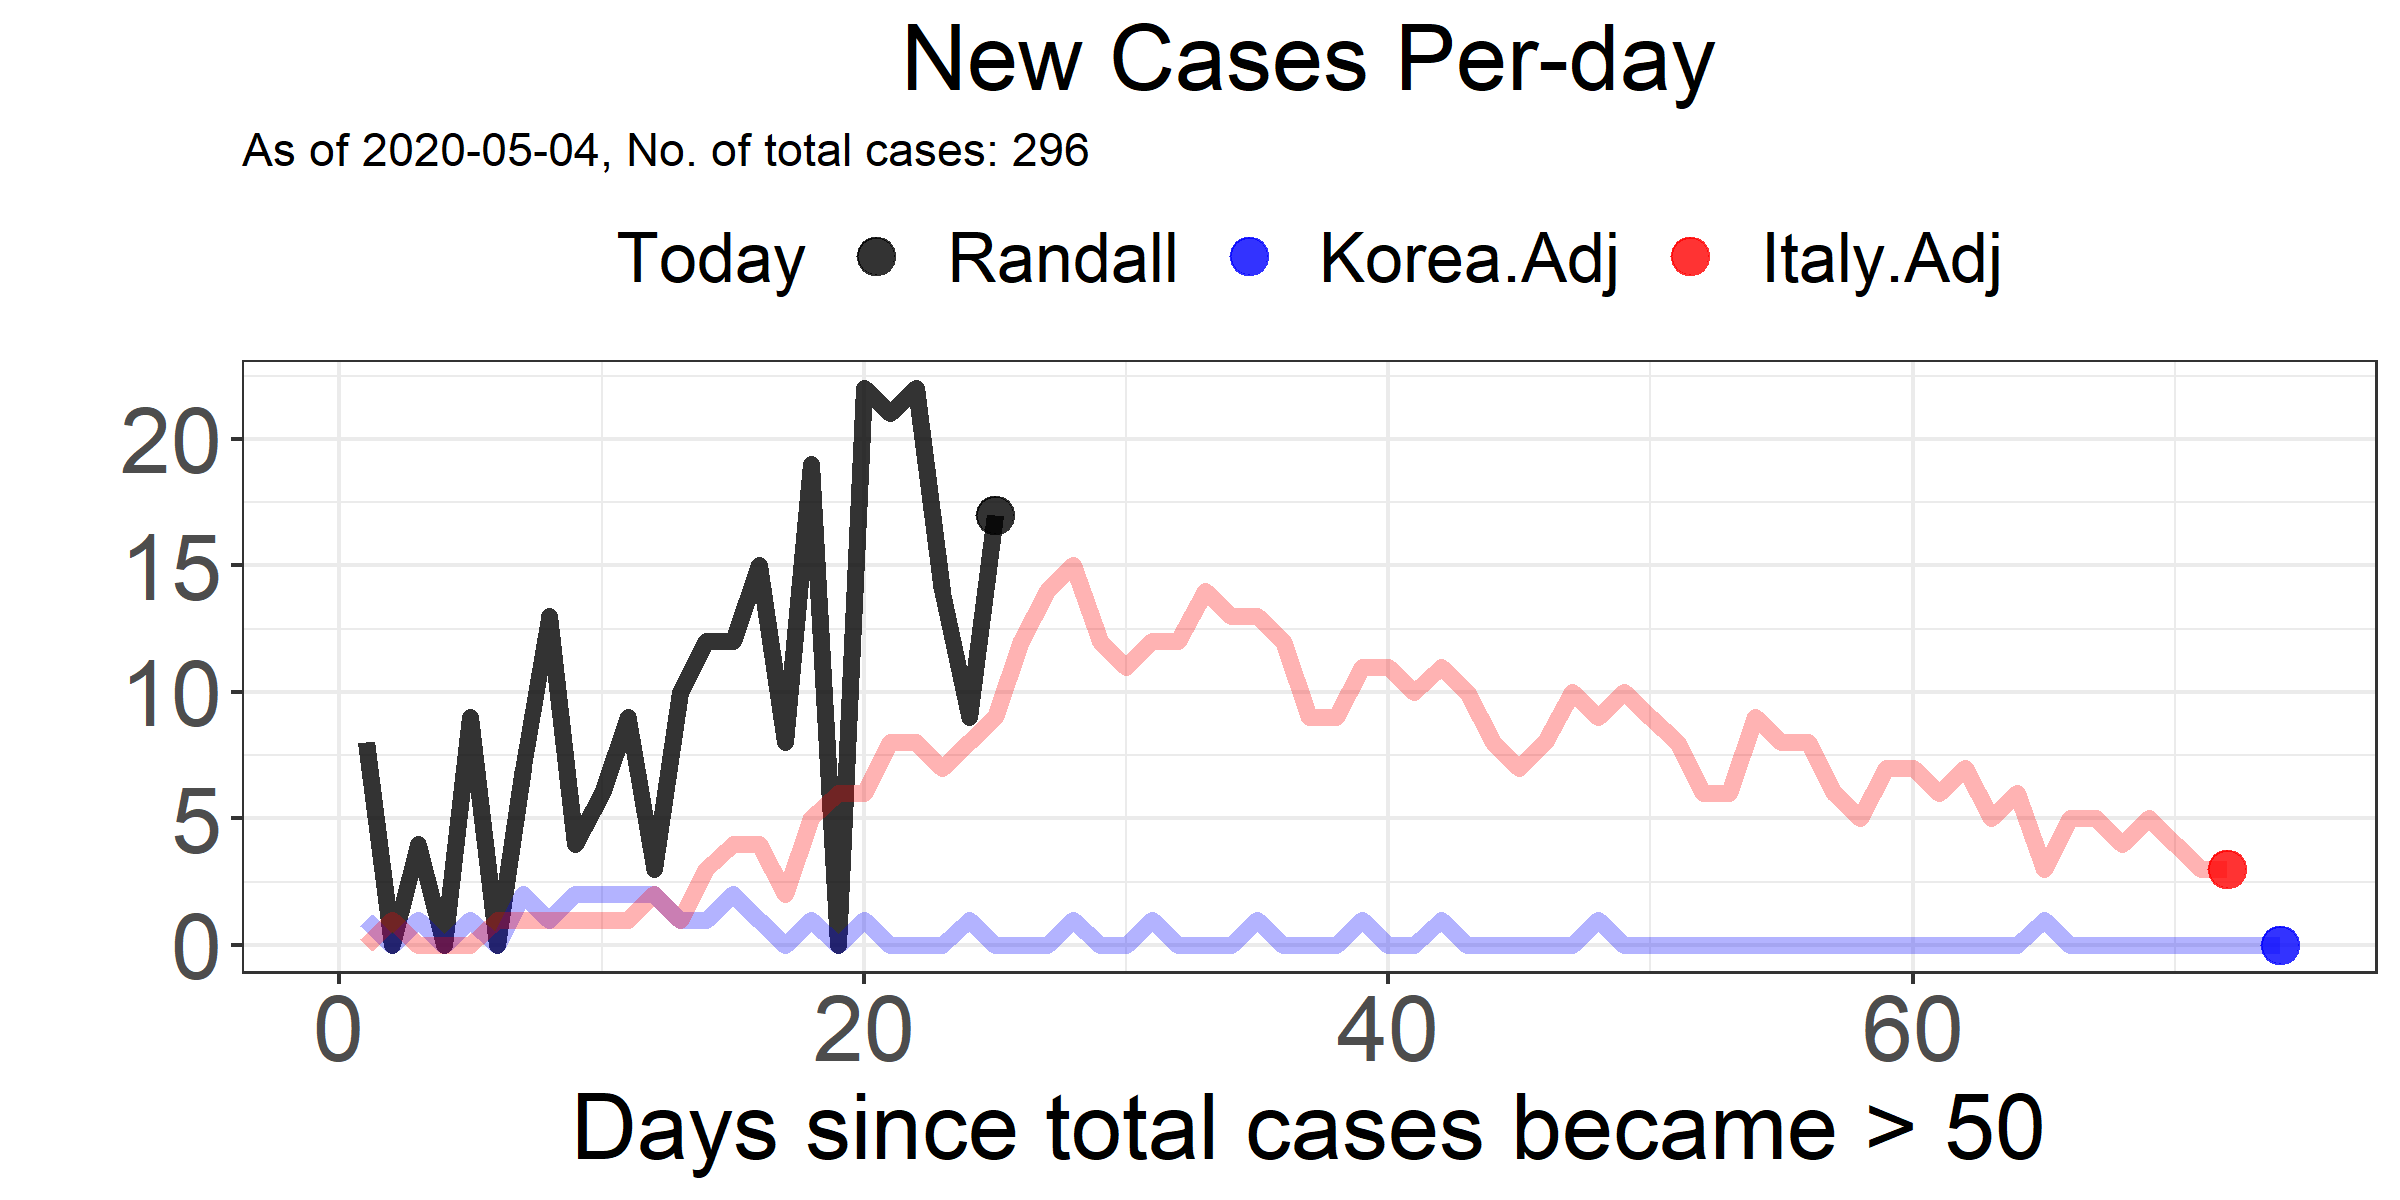 New Cases Per-day
As of 2020-05-04, No. of total cases: 296
Today Randall Korea.Adj Italy.Adj
20
15
10
5
0
0 20 40 60
Days since total cases became > 50